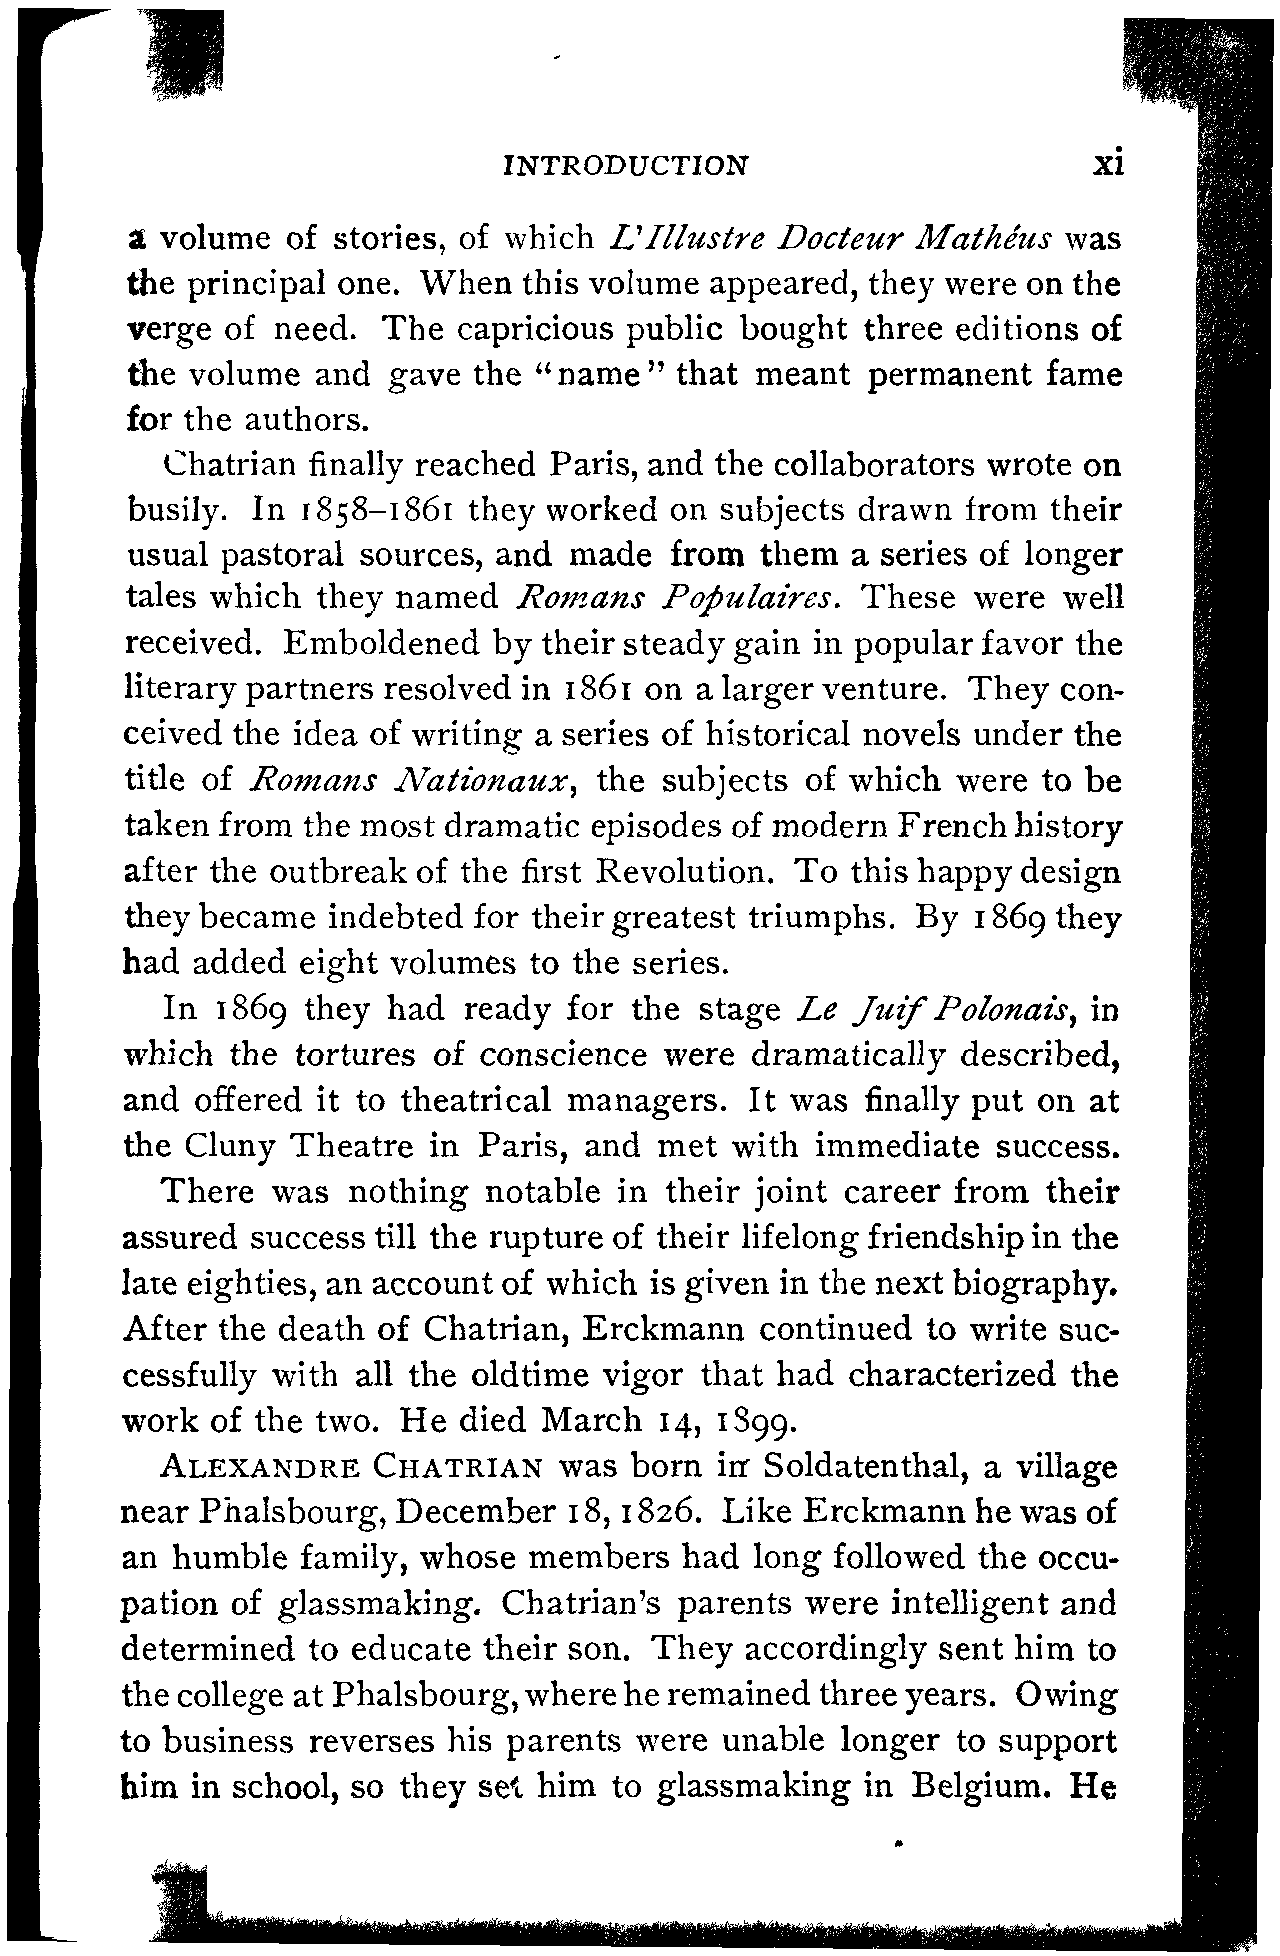 INTRODUCTION xi
a volume of stories, of which L'Illustre Docteur Mathéus was
the principal one. When this volume appeared, they were on the
verge of need. The capricious public bought three editions of
the volume and gave the "name" that meant permanent fame
for the authors.
Chatrian finally reached Paris, and the collaborators wrote on
busily. In 1858–1861 they worked on subjects drawn from their
usual pastoral sources, and made from them a series of longer
tales which they named Romans Populaires. These were well
received. Emboldened by their steady gain in popular favor the
literary partners resolved in 1861 on a larger venture. They con-
ceived the idea of writing a series of historical novels under the
title of Romans Nationaux, the subjects of which were to be
taken from the most dramatic episodes of modern French history
after the outbreak of the first Revolution. To this happy design
they became indebted for their greatest triumphs. By 1869 they
had added eight volumes to the series.
In 1869 they had ready for the stage Le Juif Polonais, in
which the tortures of conscience were dramatically described,
and offered it to theatrical managers. It was finally put on at
the Cluny Theatre in Paris, and met with immediate success.
There was nothing notable in their joint career from their
assured success till the rupture of their lifelong friendship in the
late eighties, an account of which is given in the next biography.
After the death of Chatrian, Erckmann continued to write suc-
cessfully with all the oldtime vigor that had characterized the
work of the two. He died March 14, 1899.
ALEXANDRE CHATRIAN was born in Soldatenthal, a village
near Phalsbourg, December 18, 1826. Like Erckmann he was of
an humble family, whose members had long followed the occu-
pation of glassmaking. Chatrian's parents were intelligent and
determined to educate their son. They accordingly sent him to
the college at Phalsbourg, where he remained three years. Owing
to business reverses his parents were unable longer to support
him in school, so they set him to glassmaking in Belgium. He